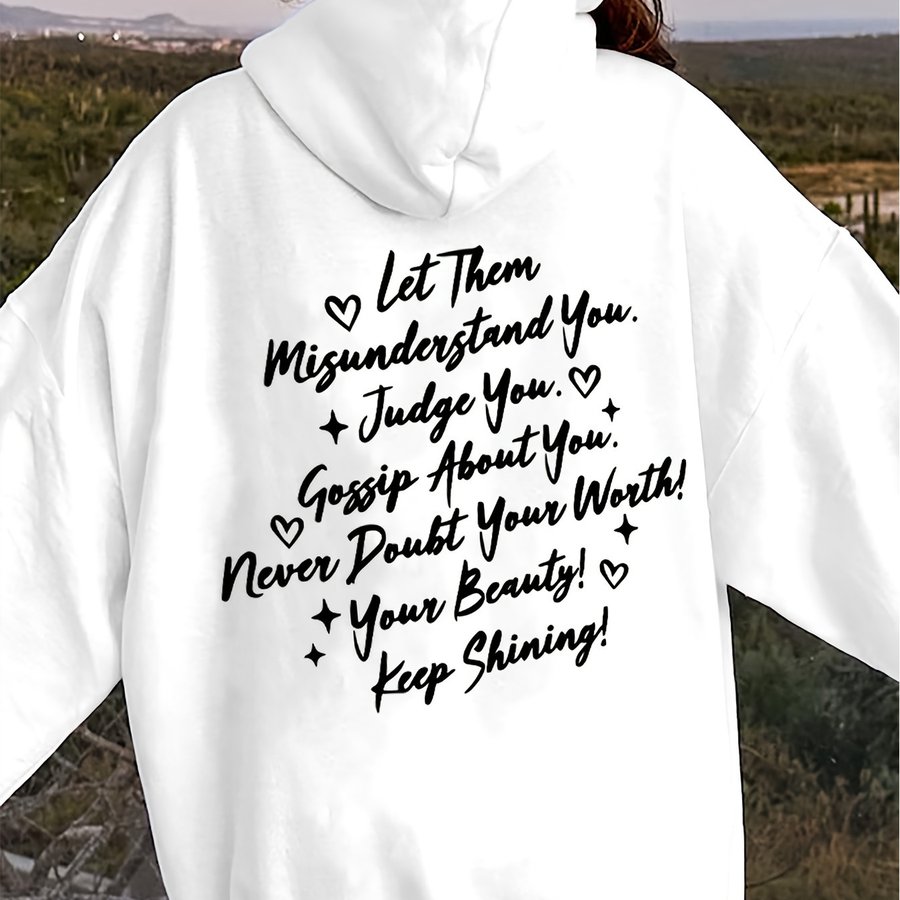 Let Them
Misunderstand You.
Judge You.
Gossip About You.
Never Doubt Your Worth!
Your Beauty!
Keep Shining!